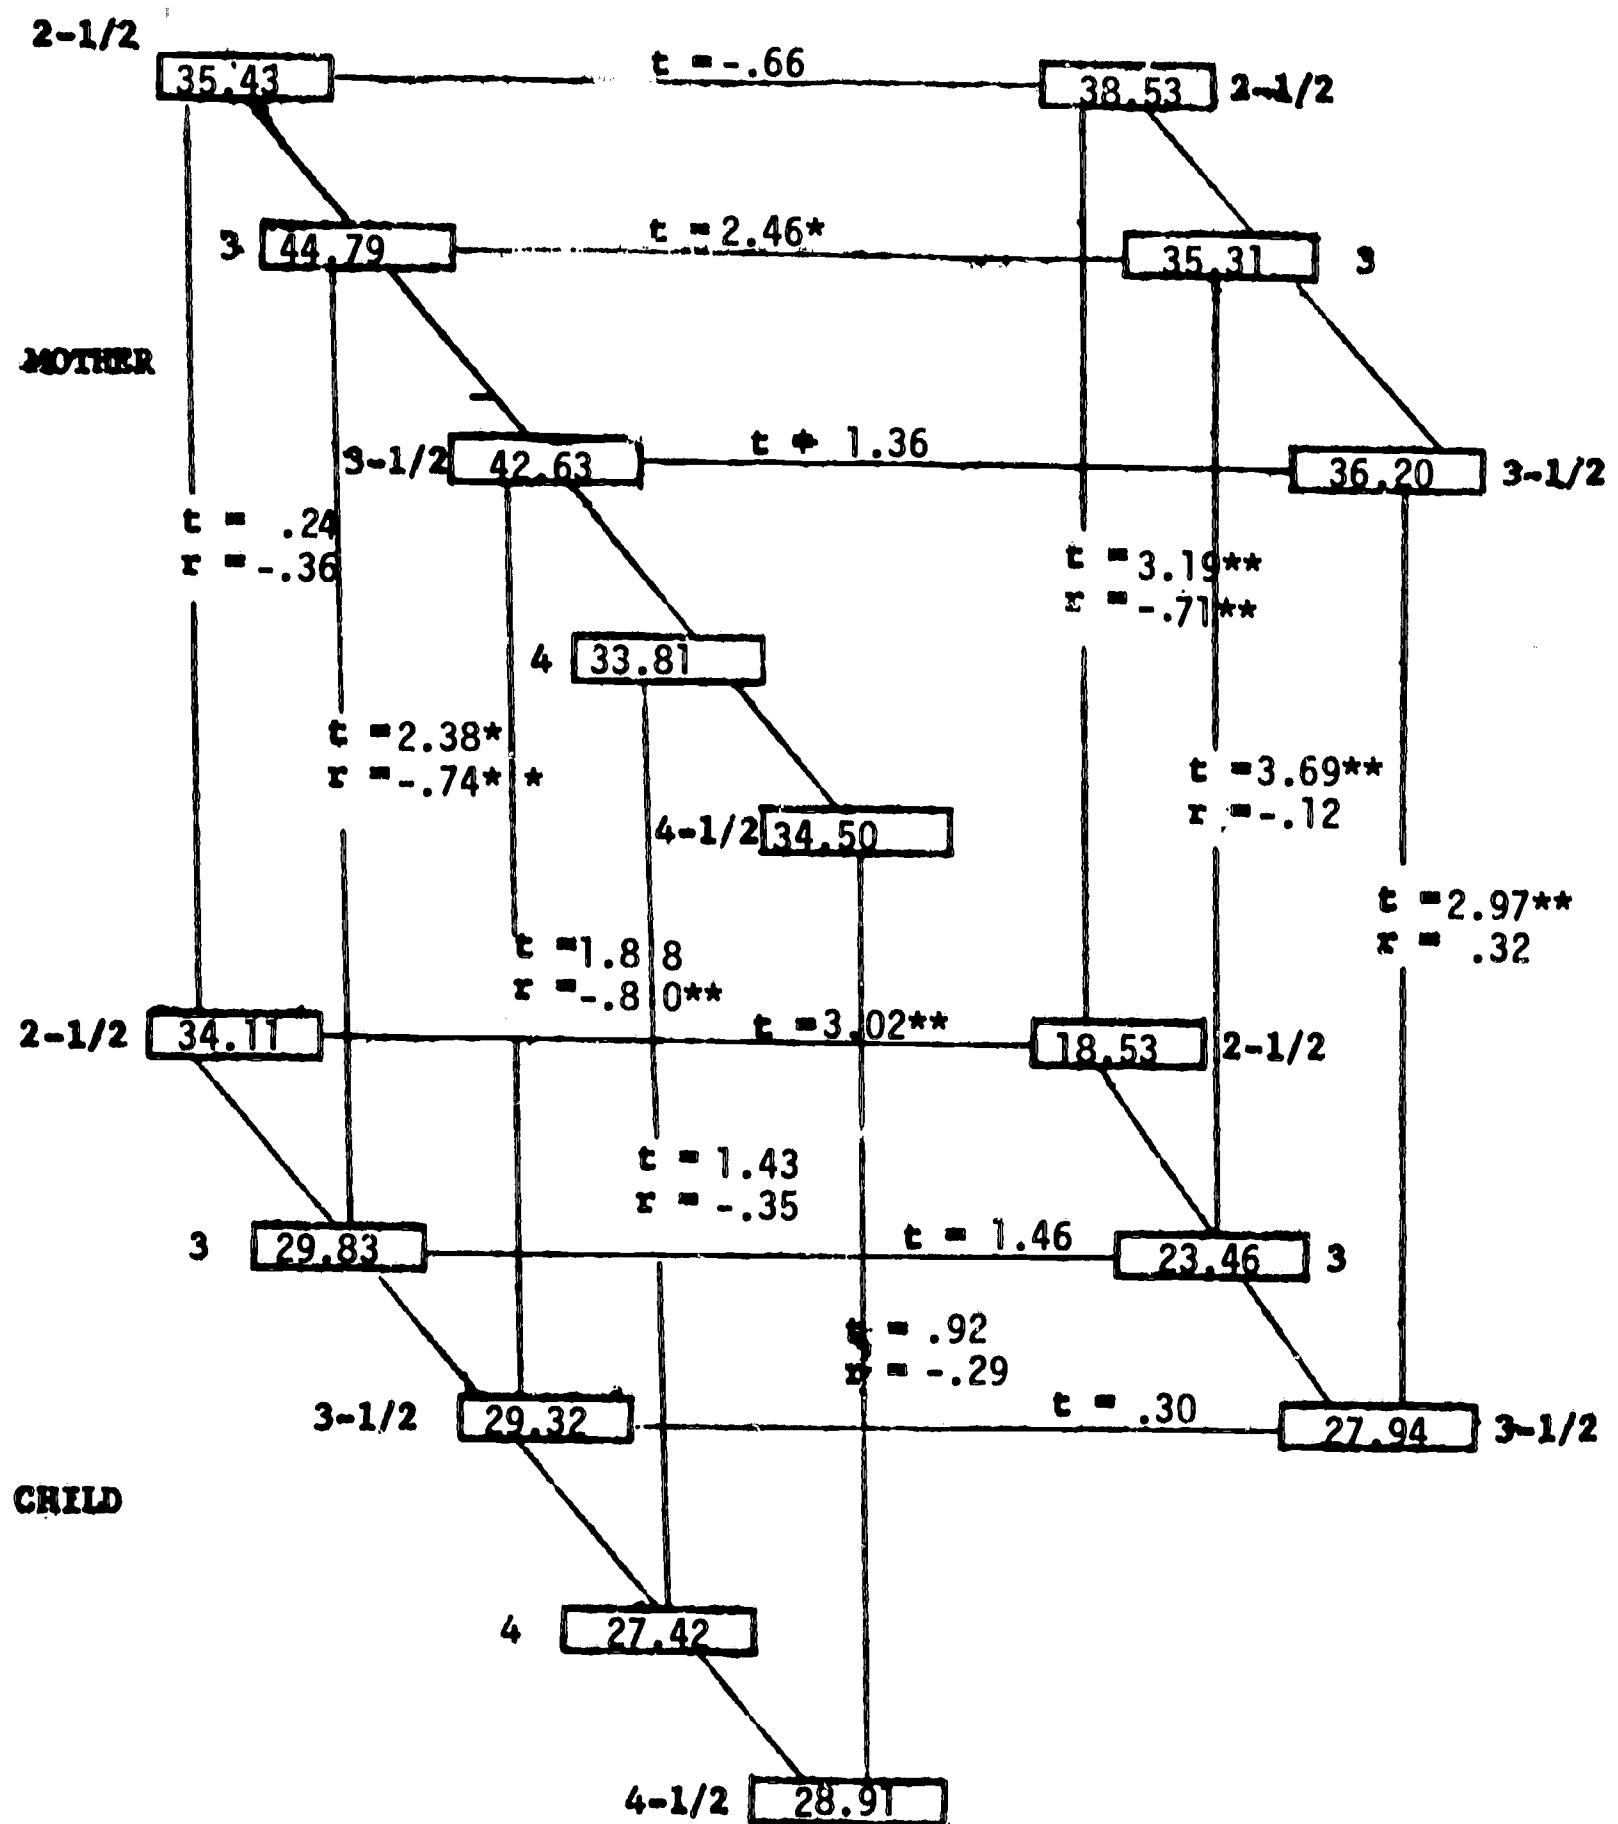 2-1/2
35.43
t = -.66
38.53 2-1/2
3 44.79
t = 2.46*
35.31 3
MOTHER
3-1/2 42.63
t = 1.36
36.20 3-1/2
t = .24
r = -.36
t = 3.19**
r = -.71**
4 33.81
t = 2.38*
r = -.74**
t = 3.69**
r = -.12
4-1/2 34.50
t = 2.97**
r = .32
t = 1.88
r = -.80**
2-1/2 34.11
t = 3.02**
18.53 2-1/2
t = 1.43
r = -.35
3 29.83
t = 1.46
23.46 3
t = .92
r = -.29
3-1/2 29.32
t = .30
27.94 3-1/2
CHILD
4 27.42
4-1/2 28.91